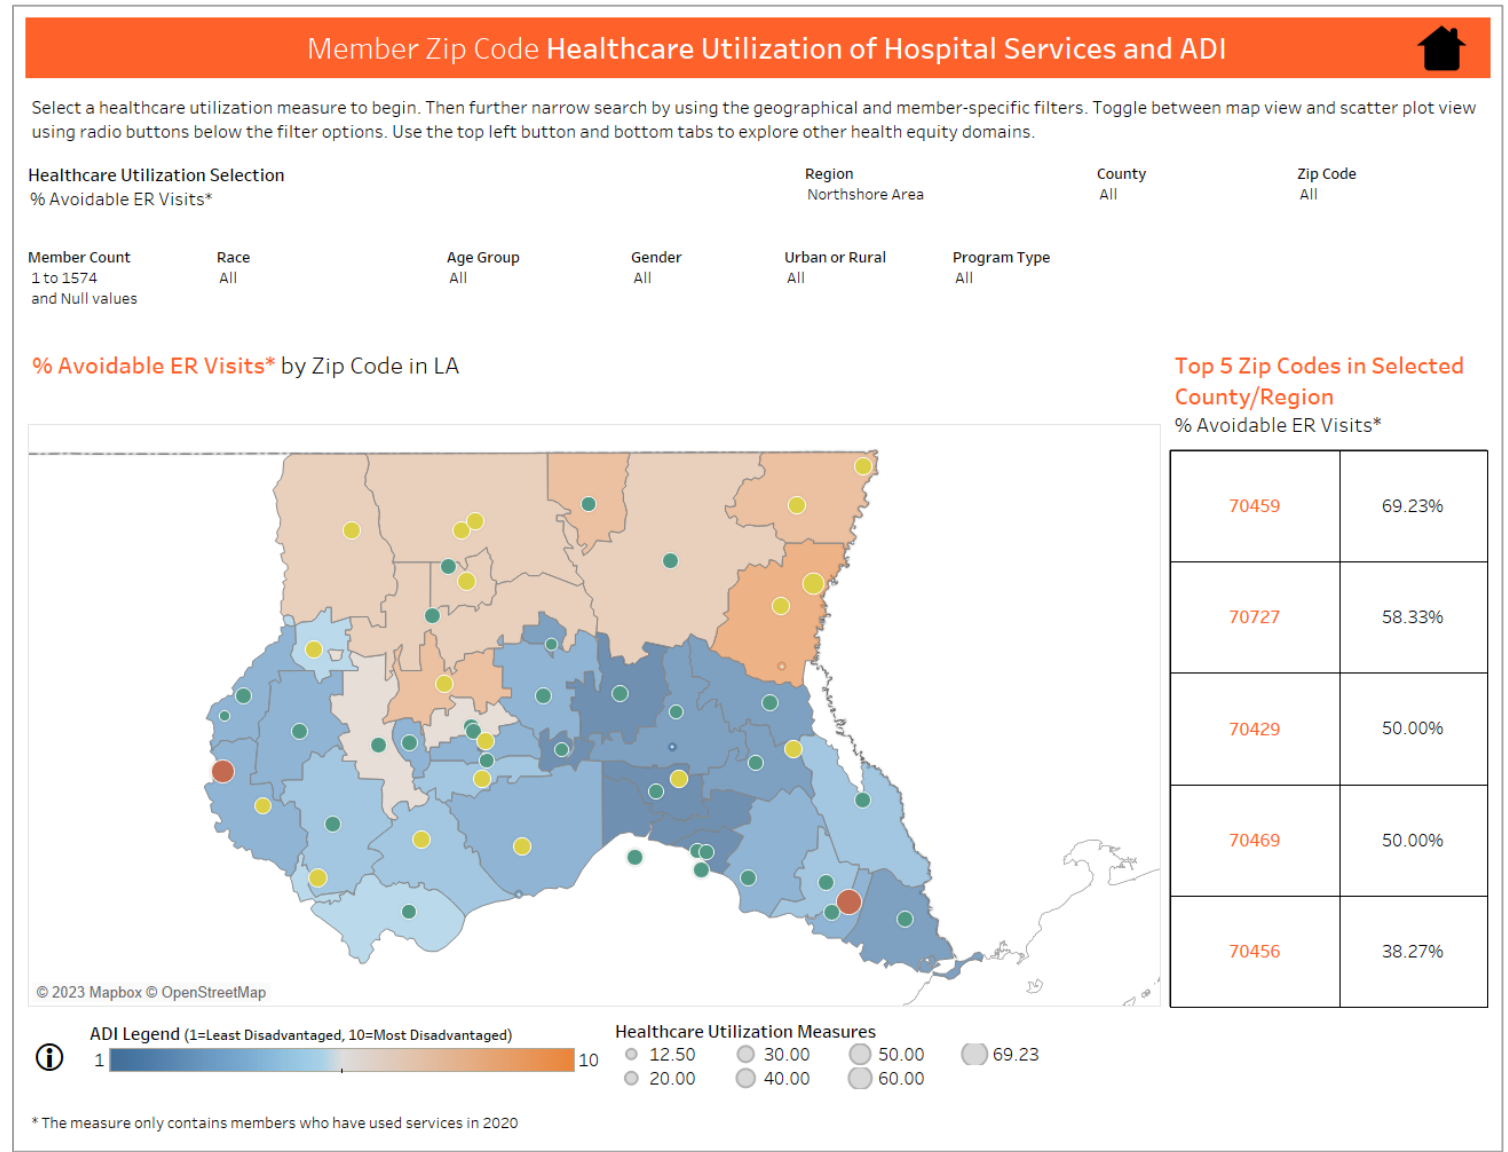 Member Zip Code Healthcare Utilization of Hospital Services and ADI
Select a healthcare utilization measure to begin. Then further narrow search by using the geographical and member-specific filters. Toggle between map view and scatter plot view
using radio buttons below the filter options. Use the top left button and bottom tabs to explore other health equity domains.
Healthcare Utilization Selection
% Avoidable ER Visits*
Region
Northshore Area
County
All
Zip Code
All
Member Count
1 to 1574
and Null values
Race
All
Age Group
All
Gender
All
Urban or Rural
All
Program Type
All
% Avoidable ER Visits* by Zip Code in LA
© 2023 Mapbox © OpenStreetMap
Top 5 Zip Codes in Selected
County/Region
% Avoidable ER Visits*
70459 69.23%
70727 58.33%
70429 50.00%
70469 50.00%
70456 38.27%
ADI Legend (1=Least Disadvantaged, 10=Most Disadvantaged)
1 10
Healthcare Utilization Measures
12.50 30.00 50.00 69.23
20.00 40.00 60.00
* The measure only contains members who have used services in 2020